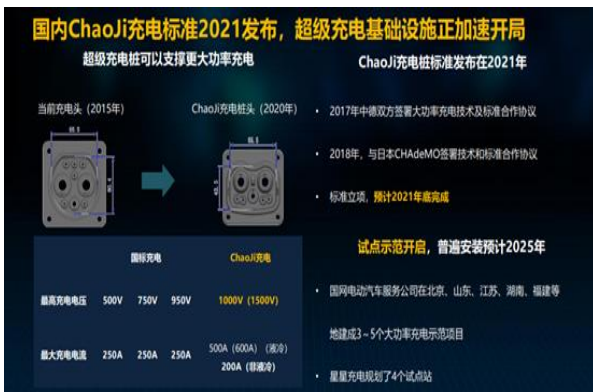 国内ChaoJi充电标准2021发布，超级充电基础设施正加速开局
超级充电桩可以支撑更大功率充电
当前充电头（2015年）
ChaoJi充电桩头（2020年）
国标充电
ChaoJi充电
最高充电电压 500V 750V 950V 1000V（1500V）
最大充电电流 250A 250A 250A 500A（600A）（液冷）
200A（非液冷）
ChaoJi充电桩标准发布在2021年
• 2017年中德双方签署大功率充电技术及标准合作协议
• 2018年，与日本CHAdeMO签署技术和标准合作协议
• 标准立项，预计2021年底完成
试点示范开启，普遍安装预计2025年
• 国网电动汽车服务公司在北京、山东、江苏、湖南、福建等
地建成3～5个大功率充电示范项目
• 星星充电规划了4个试点站